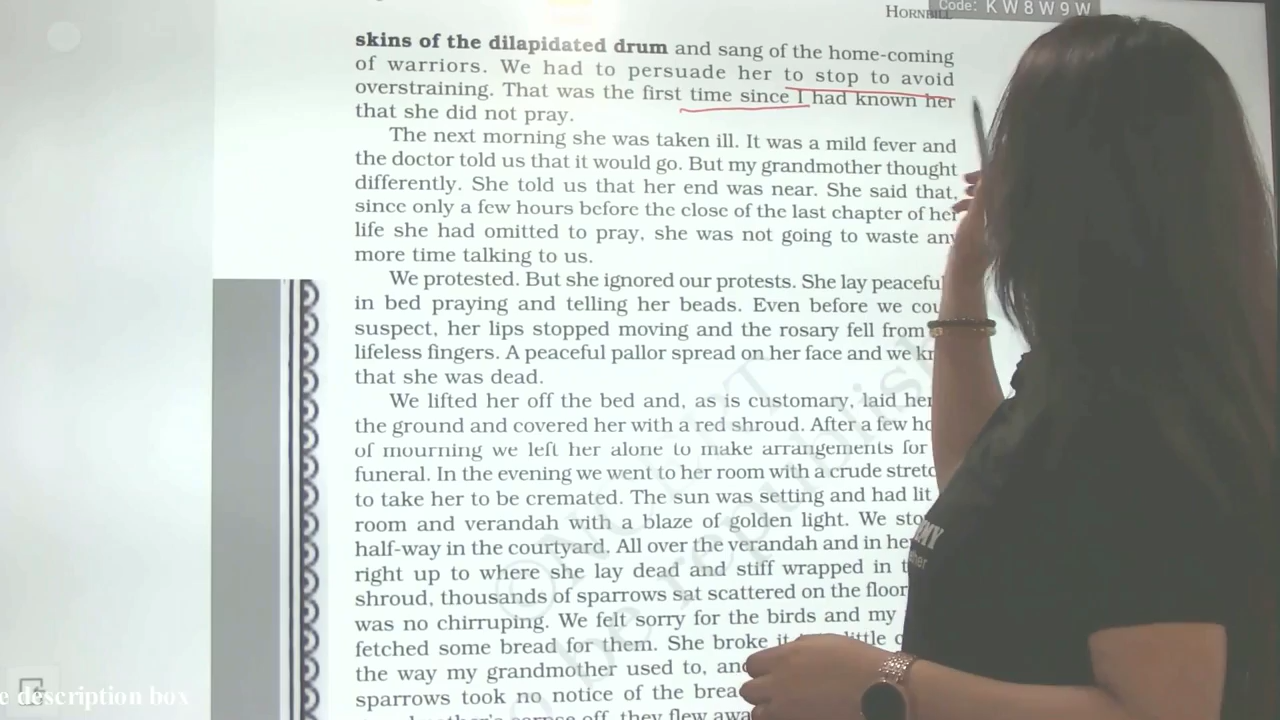 HORNBILL
Code: K W 8 W 9 W
skins of the dilapidated drum and sang of the home-coming
of warriors. We had to persuade her to stop to avoid
overstraining. That was the first time since I had known her
that she did not pray.
The next morning she was taken ill. It was a mild fever and
the doctor told us that it would go. But my grandmother thought
differently. She told us that her end was near. She said that,
since only a few hours before the close of the last chapter of her
life she had omitted to pray, she was not going to waste any
more time talking to us.
We protested. But she ignored our protests. She lay peaceful
in bed praying and telling her beads. Even before we cou
suspect, her lips stopped moving and the rosary fell from
lifeless fingers. A peaceful pallor spread on her face and we kn
that she was dead.
We lifted her off the bed and, as is customary, laid her
the ground and covered her with a red shroud. After a few ho
of mourning we left her alone to make arrangements for
funeral. In the evening we went to her room with a crude stretc
to take her to be cremated. The sun was setting and had lit
room and verandah with a blaze of golden light. We sto
half-way in the courtyard. All over the verandah and in her
right up to where she lay dead and stiff wrapped in t
shroud, thousands of sparrows sat scattered on the floor
was no chirruping. We felt sorry for the birds and my
fetched some bread for them. She broke it
the way my grandmother used to, and
sparrows took no notice of the brea
corpse off, they flew awa
© NCERT
be republish
e description box